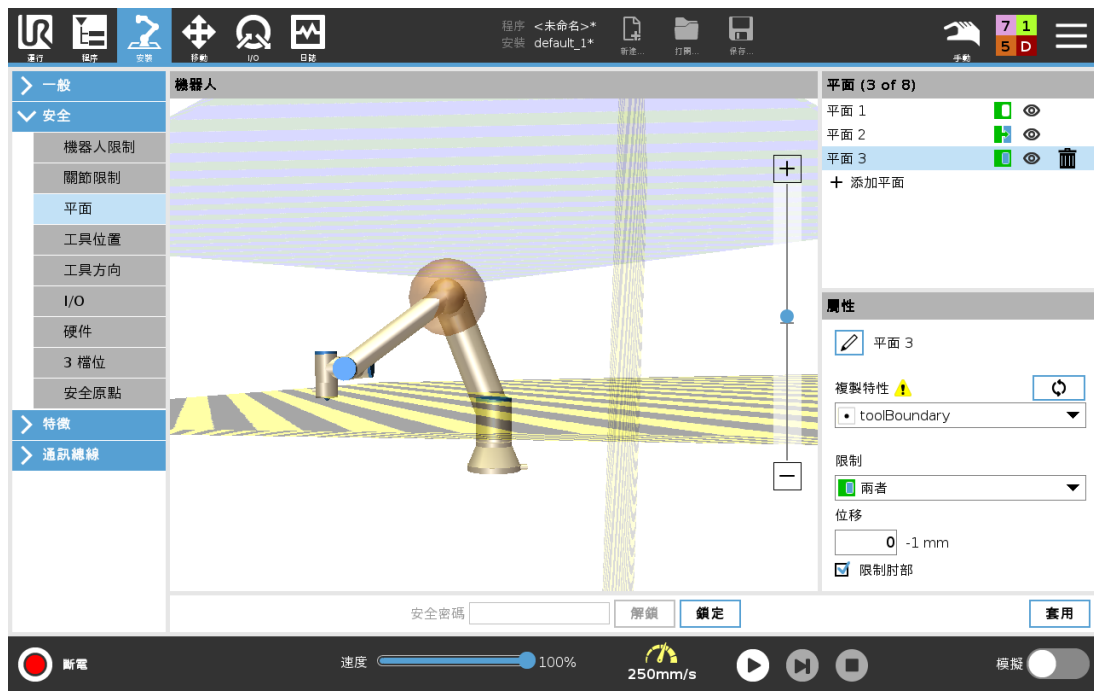 UR
程序 <未命名>*
安裝 default_1*
新建...
打開...
保存...
7 1
5 D
運行
程序
安裝
移動
I/O
日誌
手動
一般
安全
機器人限制
關節限制
平面
工具位置
工具方向
I/O
硬件
3 檔位
安全原點
特徵
通訊總線
機器人
平面 (3 of 8)
平面 1
平面 2
平面 3
添加平面
屬性
平面 3
複製特性
toolBoundary
限制
兩者
位移
0 -1 mm
限制肘部
安全密碼
解鎖
鎖定
套用
斷電
速度
100%
250mm/s
模擬